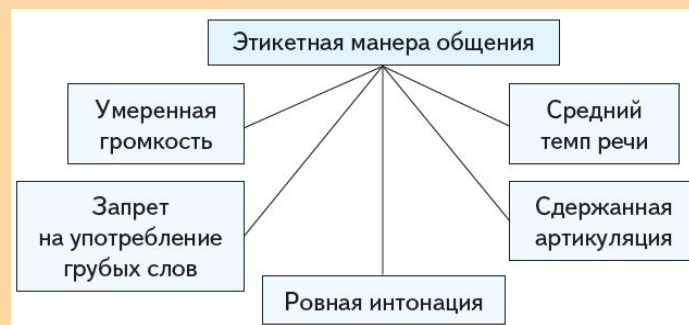 Этикетная манера общения
Умеренная
громкость
Средний
темп речи
Запрет
на употребление
грубых слов
Сдержанная
артикуляция
Ровная интонация